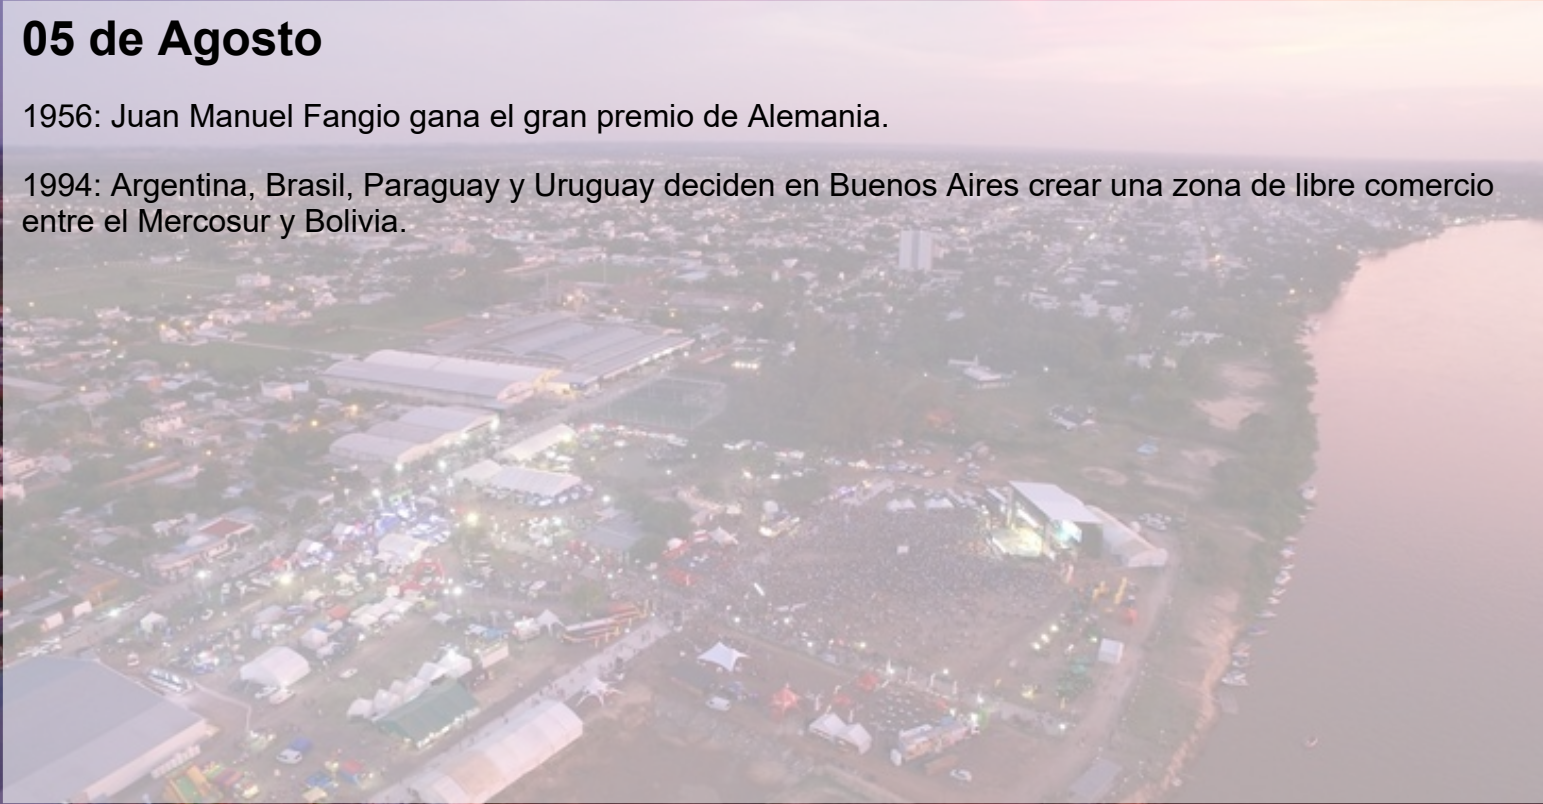 05 de Agosto
1956: Juan Manuel Fangio gana el gran premio de Alemania.
1994: Argentina, Brasil, Paraguay y Uruguay deciden en Buenos Aires crear una zona de libre comercio
entre el Mercosur y Bolivia.